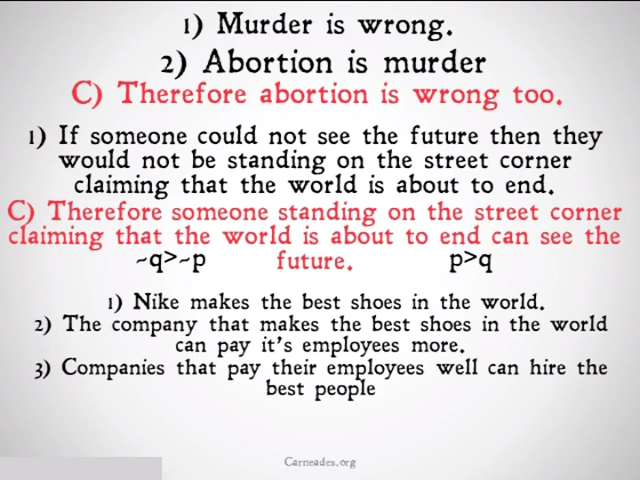 1) Murder is wrong.
2) Abortion is murder
C) Therefore abortion is wrong too.
1) If someone could not see the future then they
would not be standing on the street corner
claiming that the world is about to end.
C) Therefore someone standing on the street corner
claiming that the world is about to end can see the
~q>~p future. p>q
1) Nike makes the best shoes in the world.
2) The company that makes the best shoes in the world
can pay it's employees more.
3) Companies that pay their employees well can hire the
best people
Carneades.org